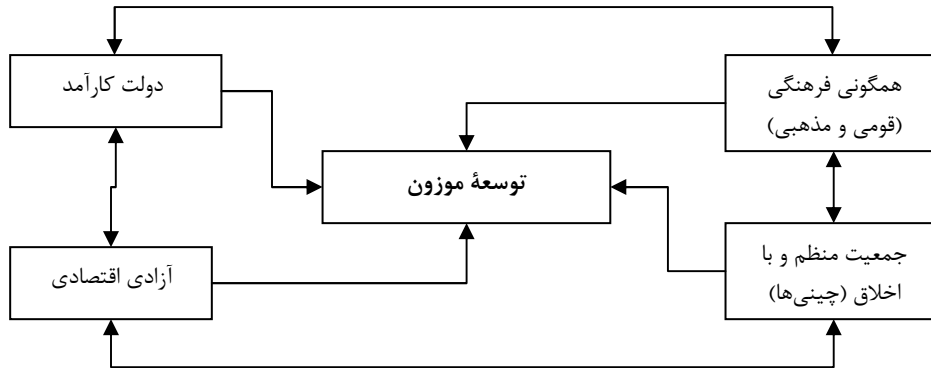 همگونی فرهنگی
(قومی و مذهبی)
دولت کارآمد
توسعهٔ موزون
جمعیت منظم و با
اخلاق (چینی‌ها)
آزادی اقتصادی